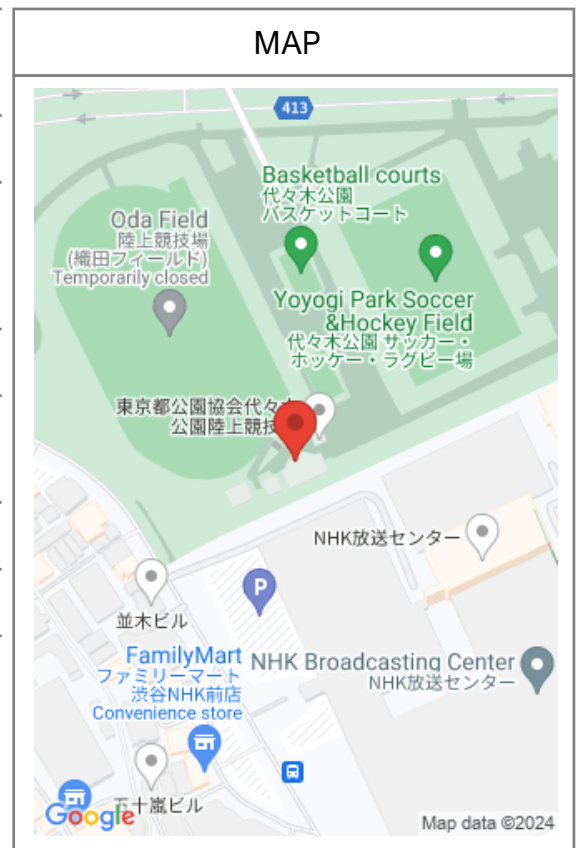 MAP
413
Basketball courts
代々木公園
バスケットコート
Oda Field
陸上競技場
(織田フィールド)
Temporarily closed
Yoyogi Park Soccer
&Hockey Field
代々木公園 サッカー・
ホッケー・ラグビー場
東京都公園協会代々木
公園陸上競技
NHK放送センター
P
並木ビル
FamilyMart
ファミリーマート
渋谷NHK前店
Convenience store
NHK Broadcasting Center
NHK放送センター
五十嵐ビル
Google
Map data ©2024